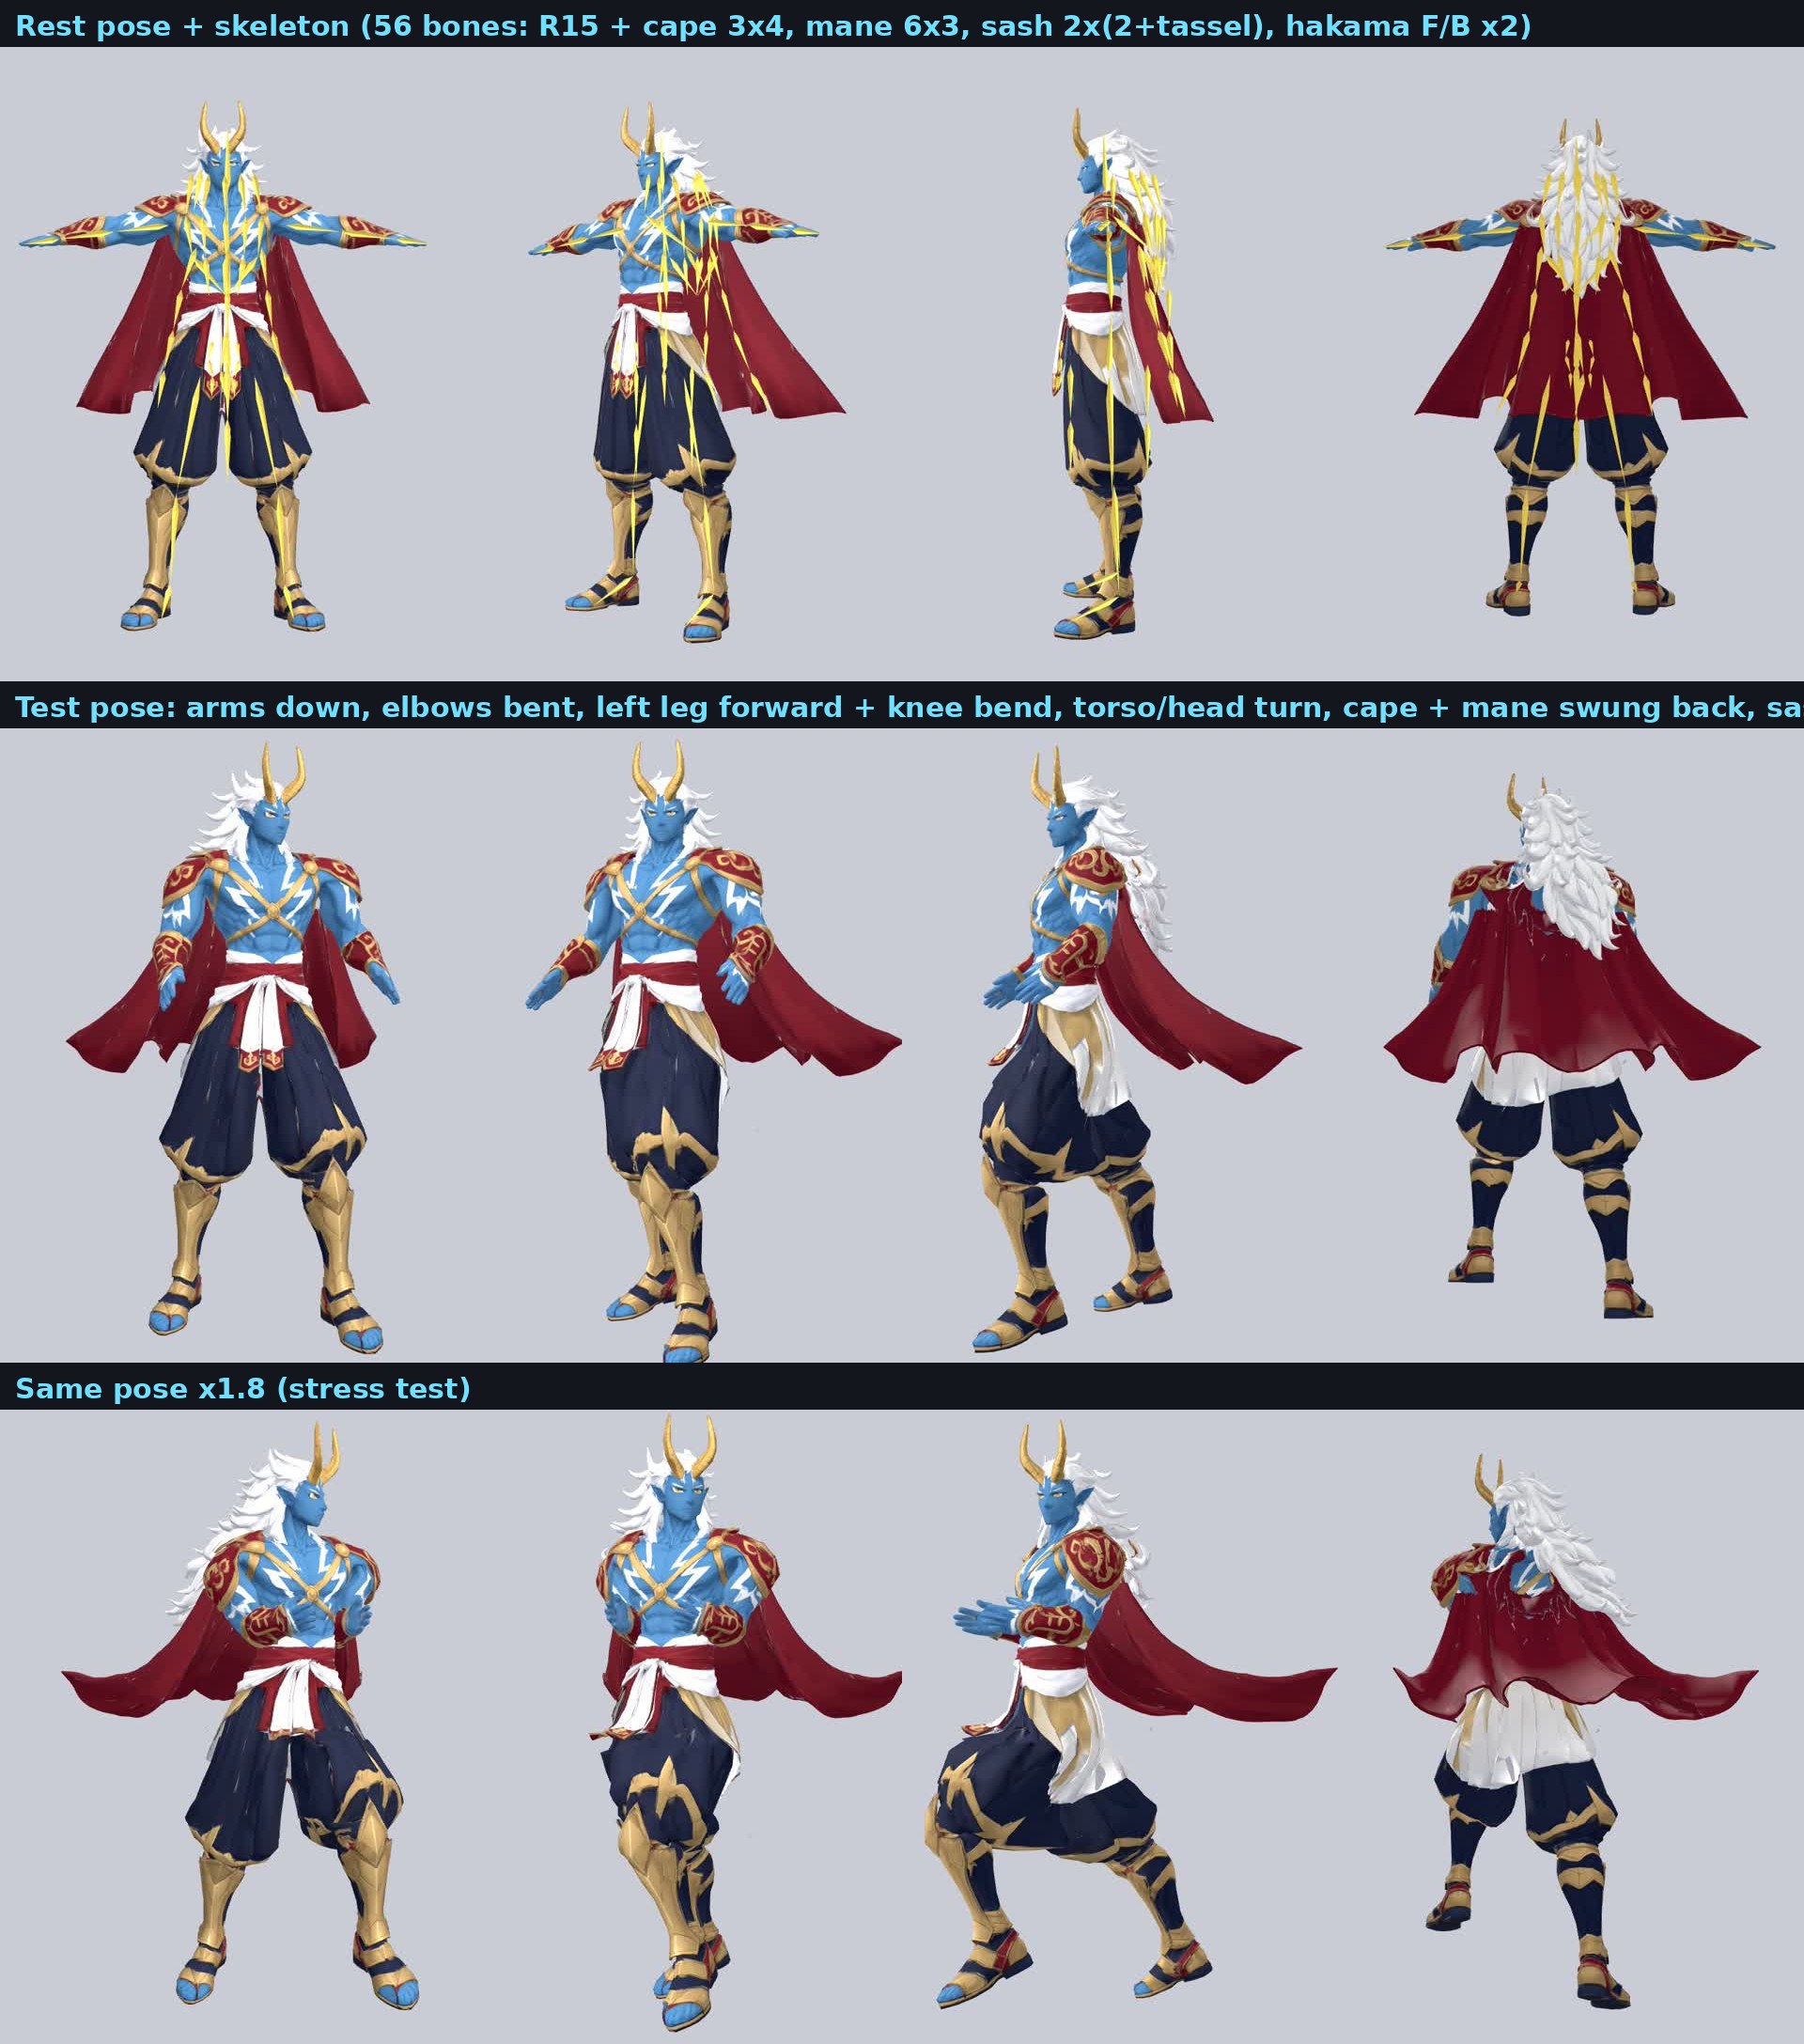 Rest pose + skeleton (56 bones: R15 + cape 3x4, mane 6x3, sash 2x(2+tassel), hakama F/B x2)
Test pose: arms down, elbows bent, left leg forward + knee bend, torso/head turn, cape + mane swung back, sa
Same pose x1.8 (stress test)